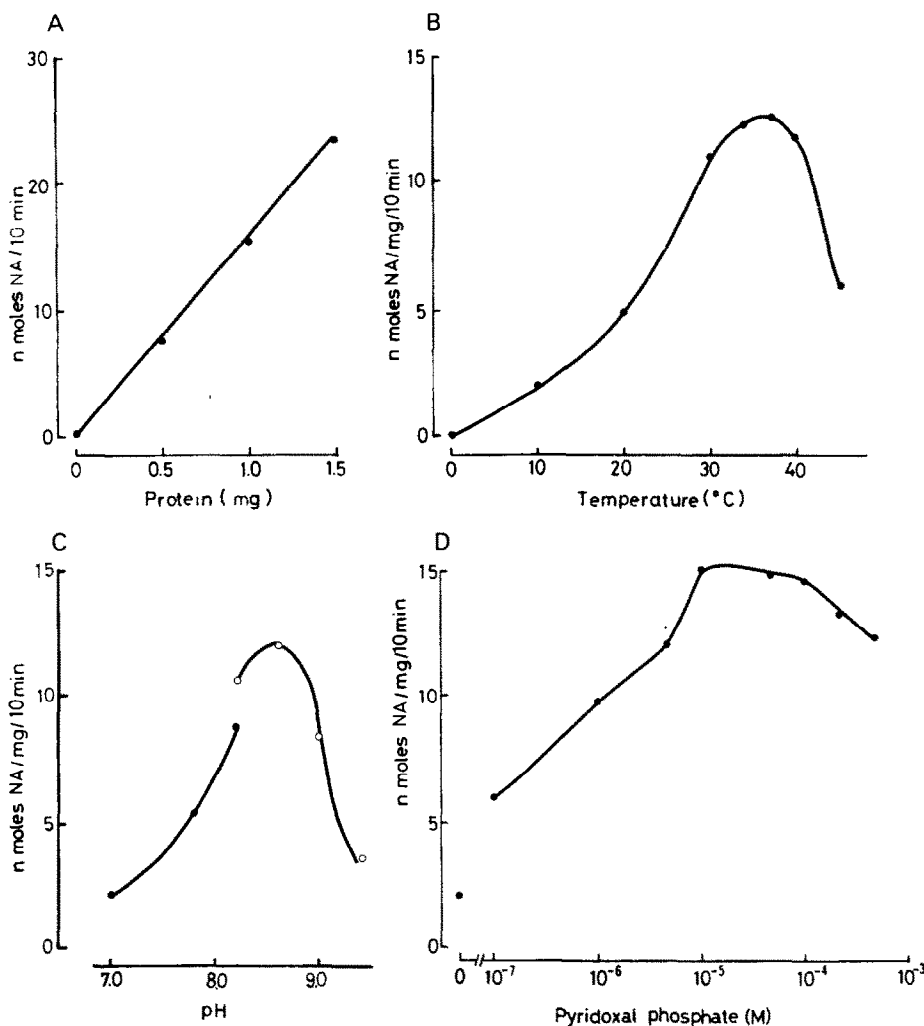 A
30
20
10
0
n moles NA/10 min
0 0.5 1.0 1.5
Protein (mg)
B
15
10
5
0
n moles NA/mg/10min
0 10 20 30 40
Temperature (°C)
C
15
10
5
0
n moles NA/mg/10min
7.0 8.0 9.0
pH
D
15
10
5
0
n moles NA/mg/10min
0 10⁻⁷ 10⁻⁶ 10⁻⁵ 10⁻⁴ 10⁻³
Pyridoxal phosphate (M)